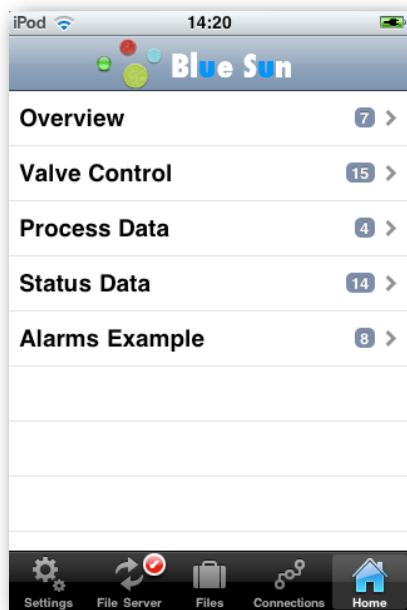 iPod 14:20
Blue Sun
Overview 7
Valve Control 15
Process Data 4
Status Data 14
Alarms Example 8
Settings File Server Files Connections Home